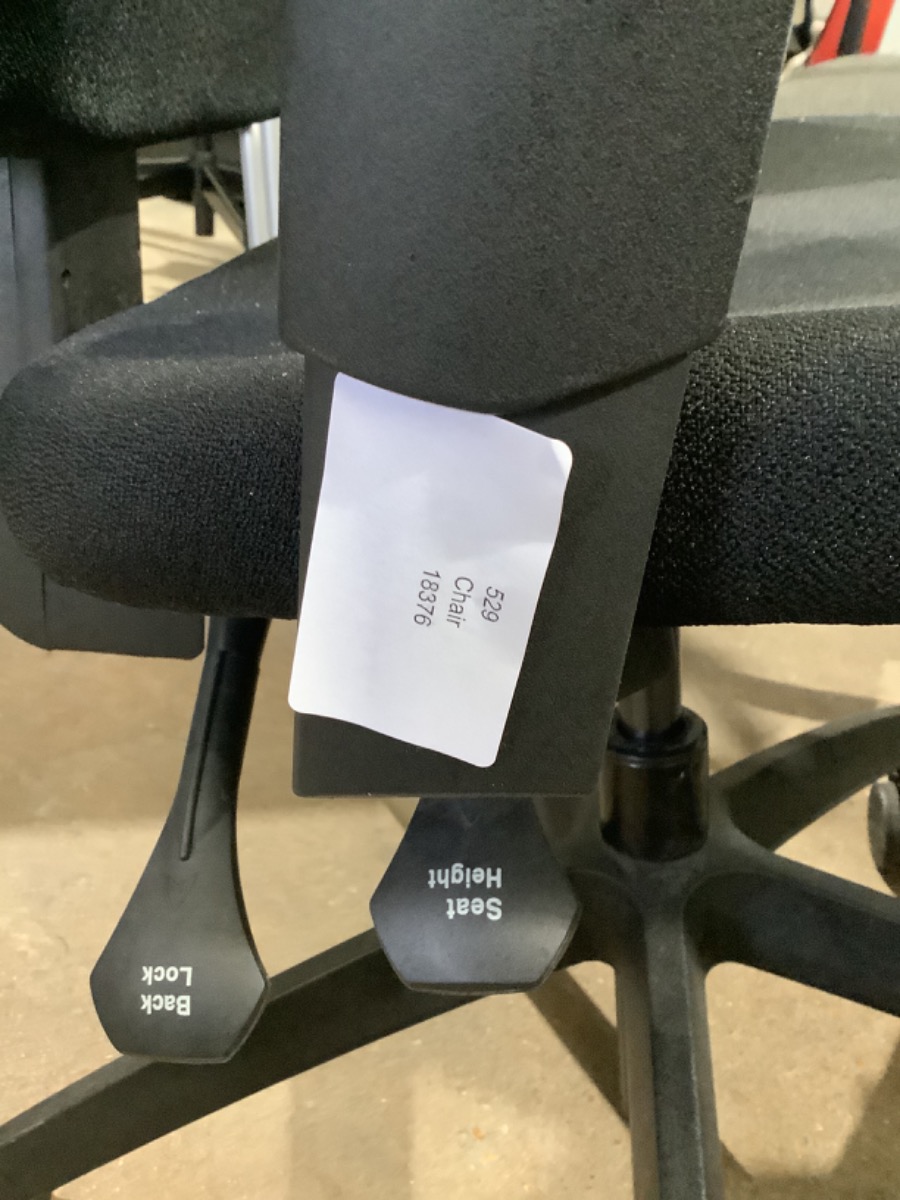 529
Chair
18376
Seat
Height
Back
Lock